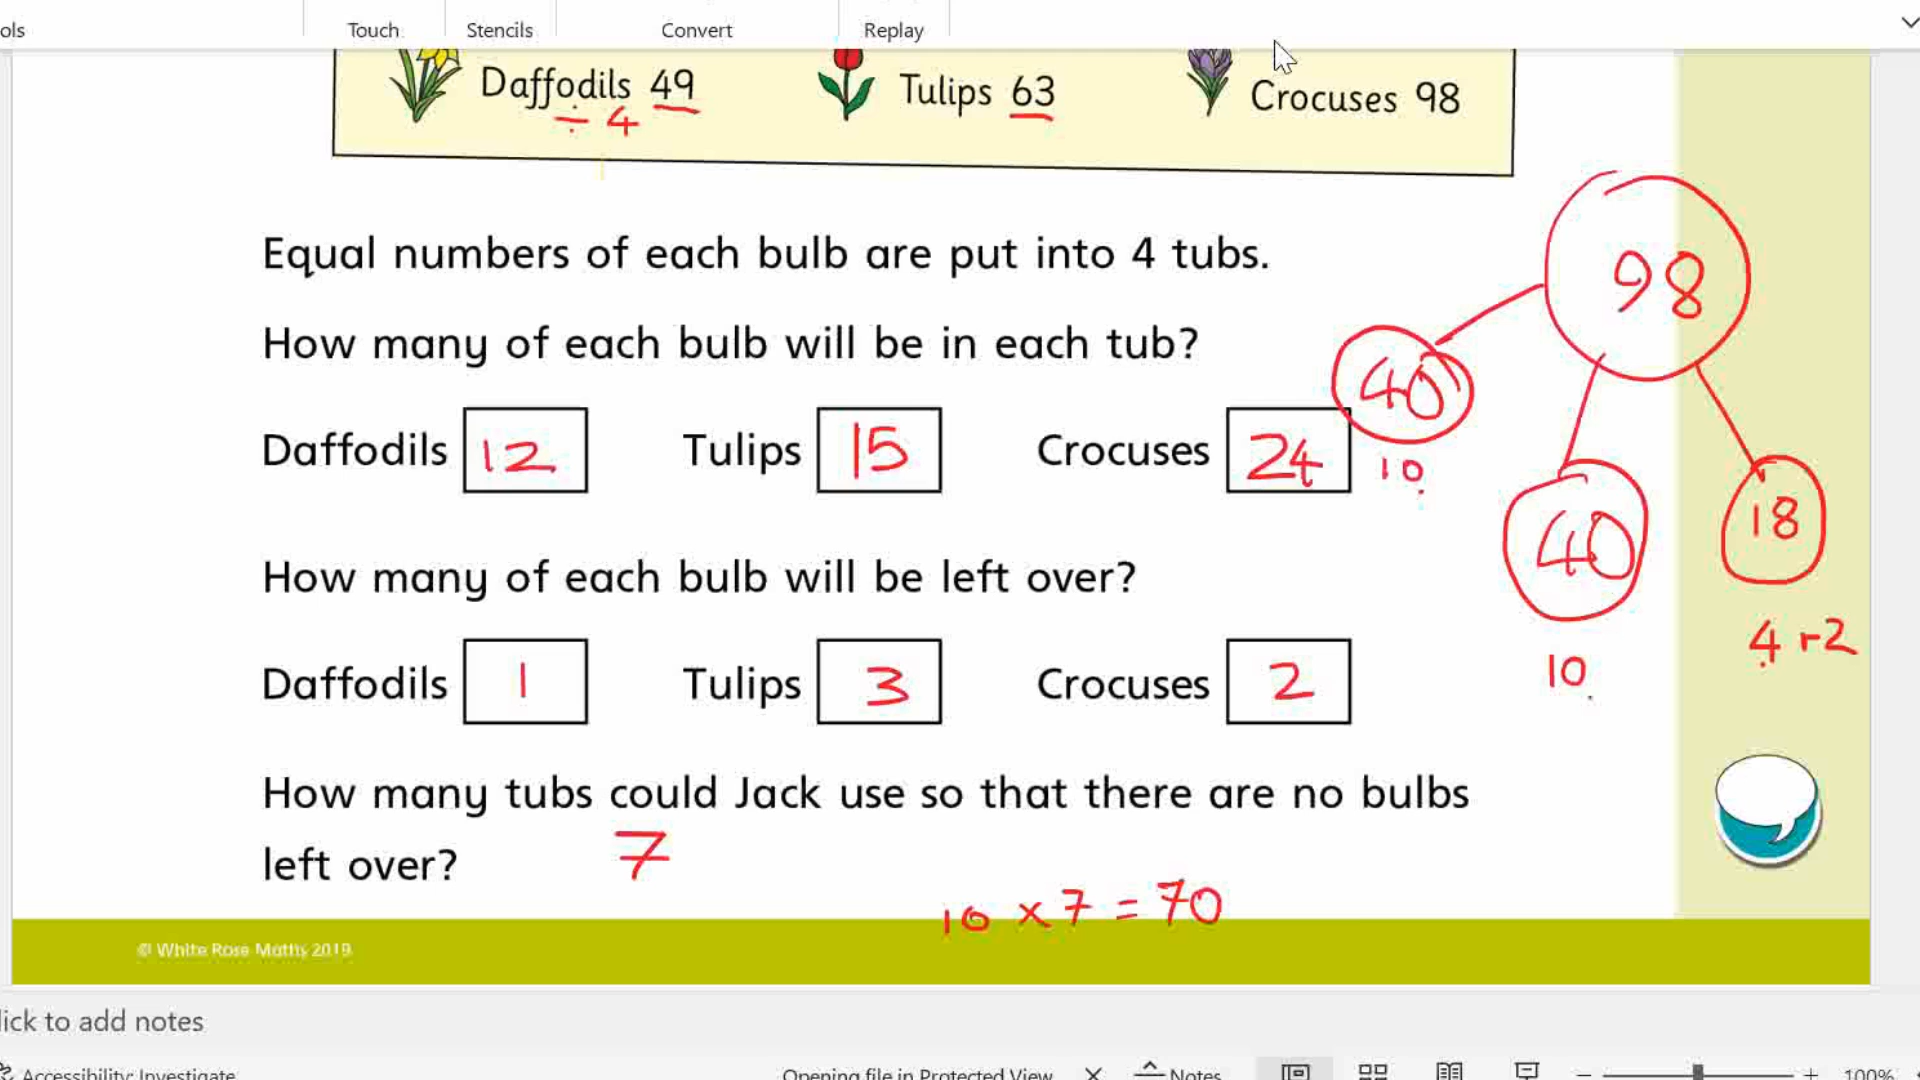 ols Touch Stencils Convert Replay
Daffodils 49 Tulips 63 Crocuses 98
÷ 4
Equal numbers of each bulb are put into 4 tubs.
98
How many of each bulb will be in each tub?
40
Daffodils 12 Tulips 15 Crocuses 24
10
40
18
How many of each bulb will be left over?
4 r2
10
Daffodils 1 Tulips 3 Crocuses 2
How many tubs could Jack use so that there are no bulbs
left over? 7
10 × 7 = 70
© White Rose Maths 2019
lick to add notes
Accessibility: Investigate Opening file in Protected View Notes 100%